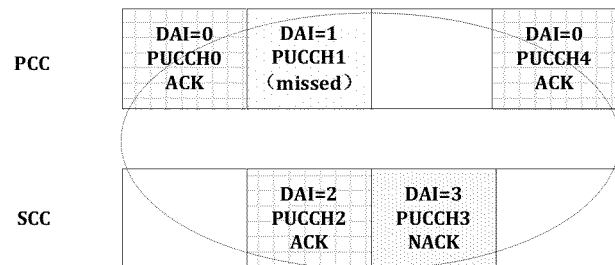 PCC
DAI=0
PUCCH0
ACK
DAI=1
PUCCH1
（missed）
DAI=0
PUCCH4
ACK
SCC
DAI=2
PUCCH2
ACK
DAI=3
PUCCH3
NACK